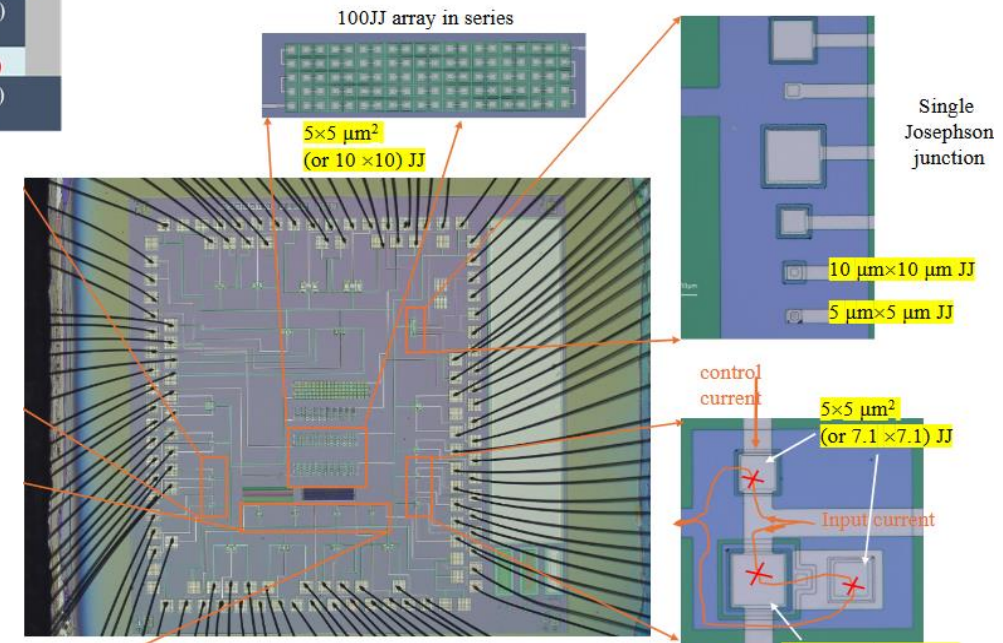 100JJ array in series
5×5 μm²
(or 10 ×10) JJ
Single
Josephson
junction
10 μm×10 μm JJ
5 μm×5 μm JJ
control
current
5×5 μm²
(or 7.1 ×7.1) JJ
Input current